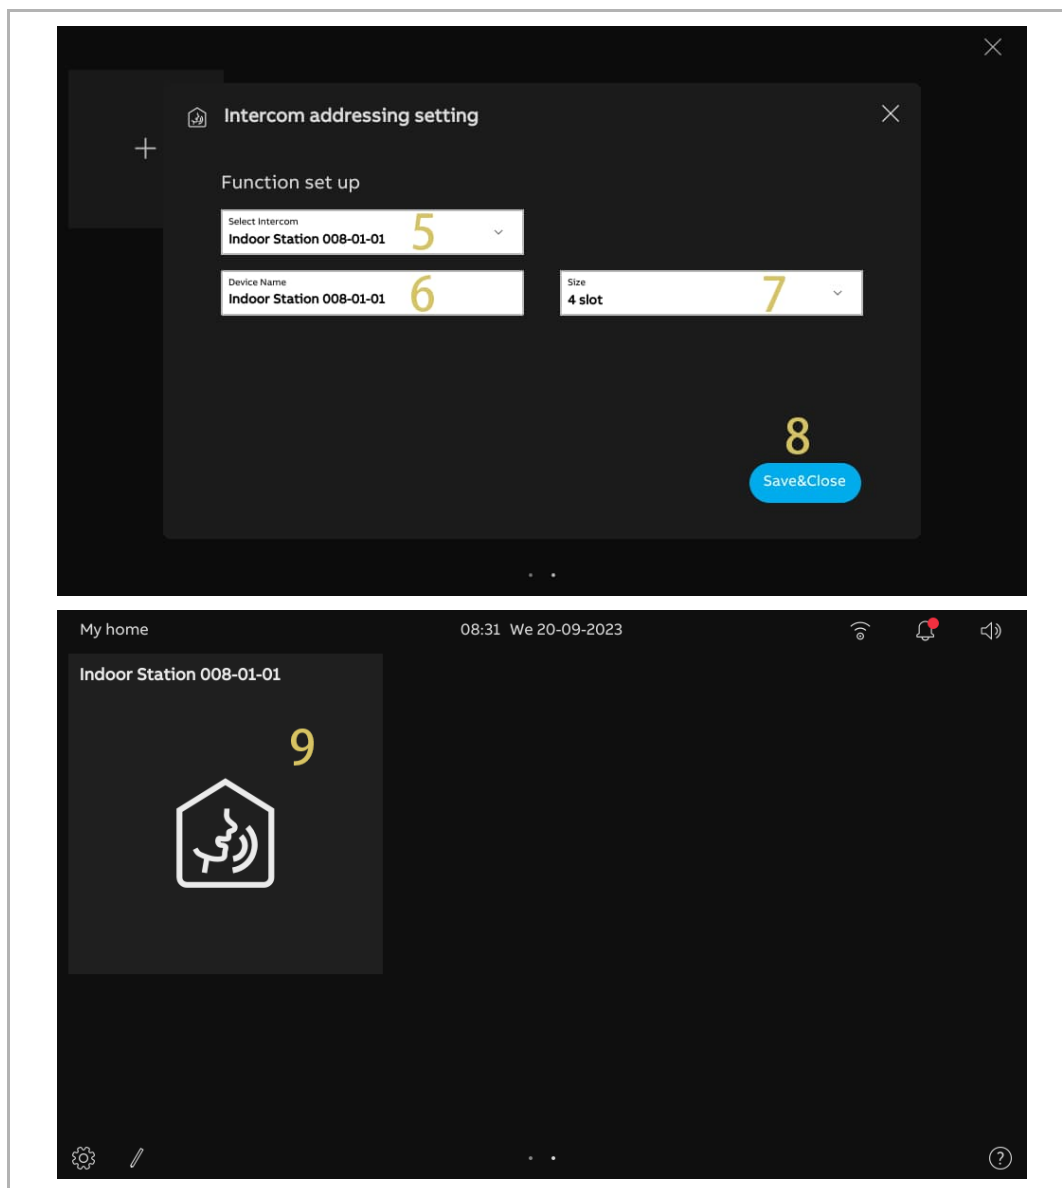 Intercom addressing setting
Function set up
Select Intercom
Indoor Station 008-01-01
5
Device Name
Indoor Station 008-01-01
6
Size
4 slot
7
8
Save&Close
My home
08:31 We 20-09-2023
Indoor Station 008-01-01
9